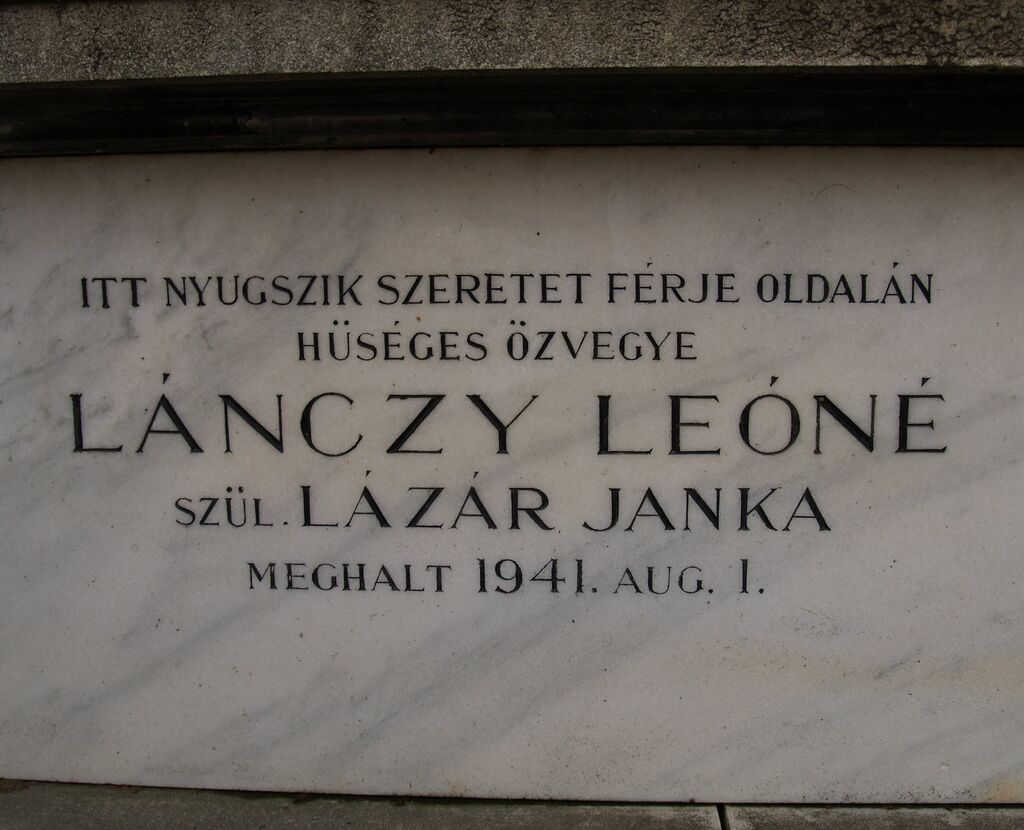 ITT NYUGSZIK SZERETET FÉRJE OLDALÁN
HÜSÉGES ÖZVEGYE
LÁNCZY LEÓNÉ
SZÜL. LÁZÁR JANKA
MEGHALT 1941. AUG. 1.